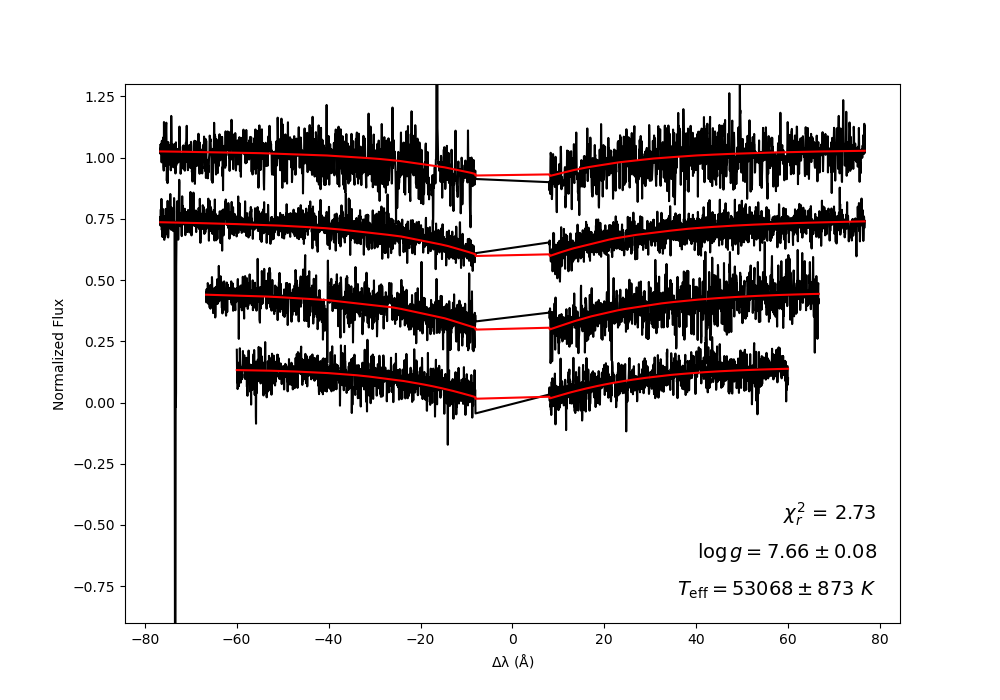 1.25
1.00
0.75
0.50
0.25
0.00
−0.25
−0.50
−0.75
Normalized Flux
χ²ᵣ = 2.73
log g = 7.66 ± 0.08
T_eff = 53068 ± 873 K
−80 −60 −40 −20 0 20 40 60 80
Δλ (Å)